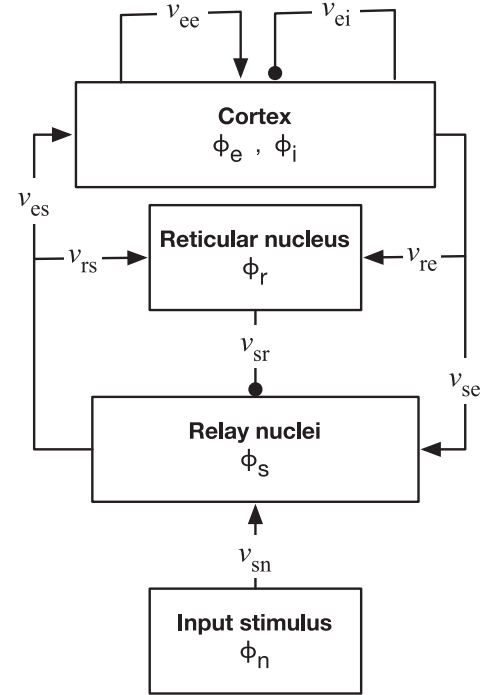 v_ee
v_ei
Cortex
ϕ_e , ϕ_i
v_es
Reticular nucleus
ϕ_r
v_rs
v_re
v_sr
v_se
Relay nuclei
ϕ_s
v_sn
Input stimulus
ϕ_n